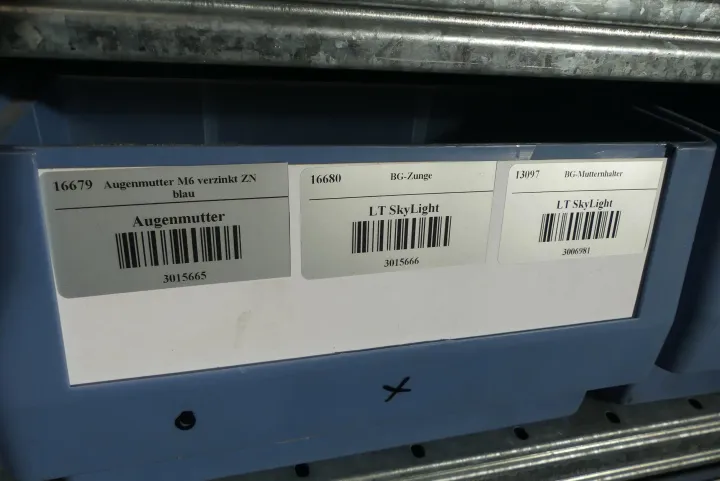 16679 Augenmutter M6 verzinkt ZN
blau
Augenmutter
3015665
16680 BG-Zunge
LT SkyLight
3015666
13097 BG-Mutternhalter
LT SkyLight
3006981